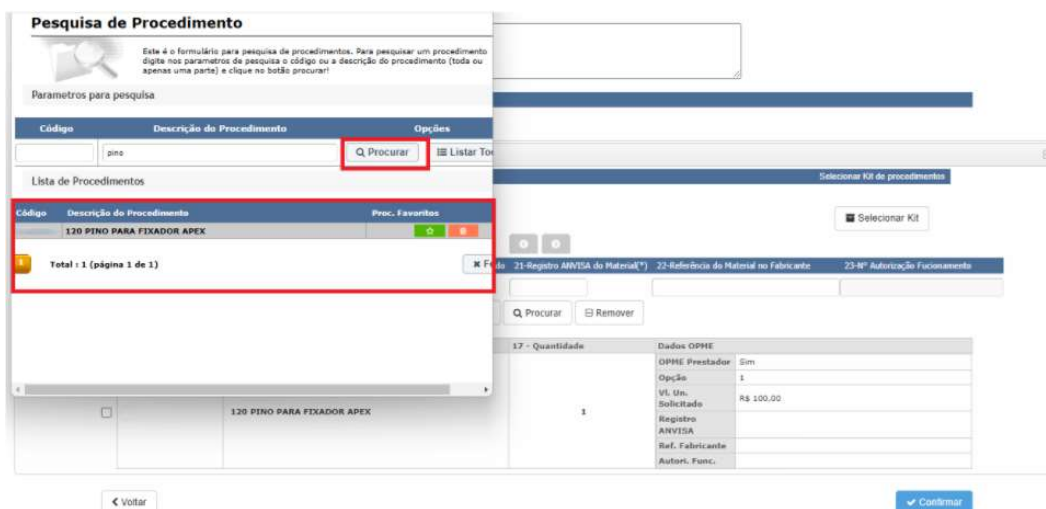 Pesquisa de Procedimento
Este é o formulário para pesquisa de procedimentos. Para pesquisar um procedimento
digite nos parametros de pesquisa o código ou a descrição do procedimento (toda ou
apenas uma parte) e clique no botão procurar!
Parametros para pesquisa
Código Descrição do Procedimento Opções
pino Procurar Listar To
Lista de Procedimentos
Selecionar Kit de procedimentos
Código Descrição do Procedimento Proc. Favoritos
Selecionar Kit
120 PINO PARA FIXADOR APEX
1 Total : 1 (página 1 de 1)
21-Registro ANVISA do Material(*) 22-Referência do Material no Fabricante 23-Nº Autorização Fucionamento
Procurar Remover
17 - Quantidade Dados OPME
OPME Prestador Sim
Opção 1
Vl. Un.
Solicitado R$ 100,00
120 PINO PARA FIXADOR APEX 1
Registro
ANVISA
Ref. Fabricante
Autori. Func.
Voltar Confirmar